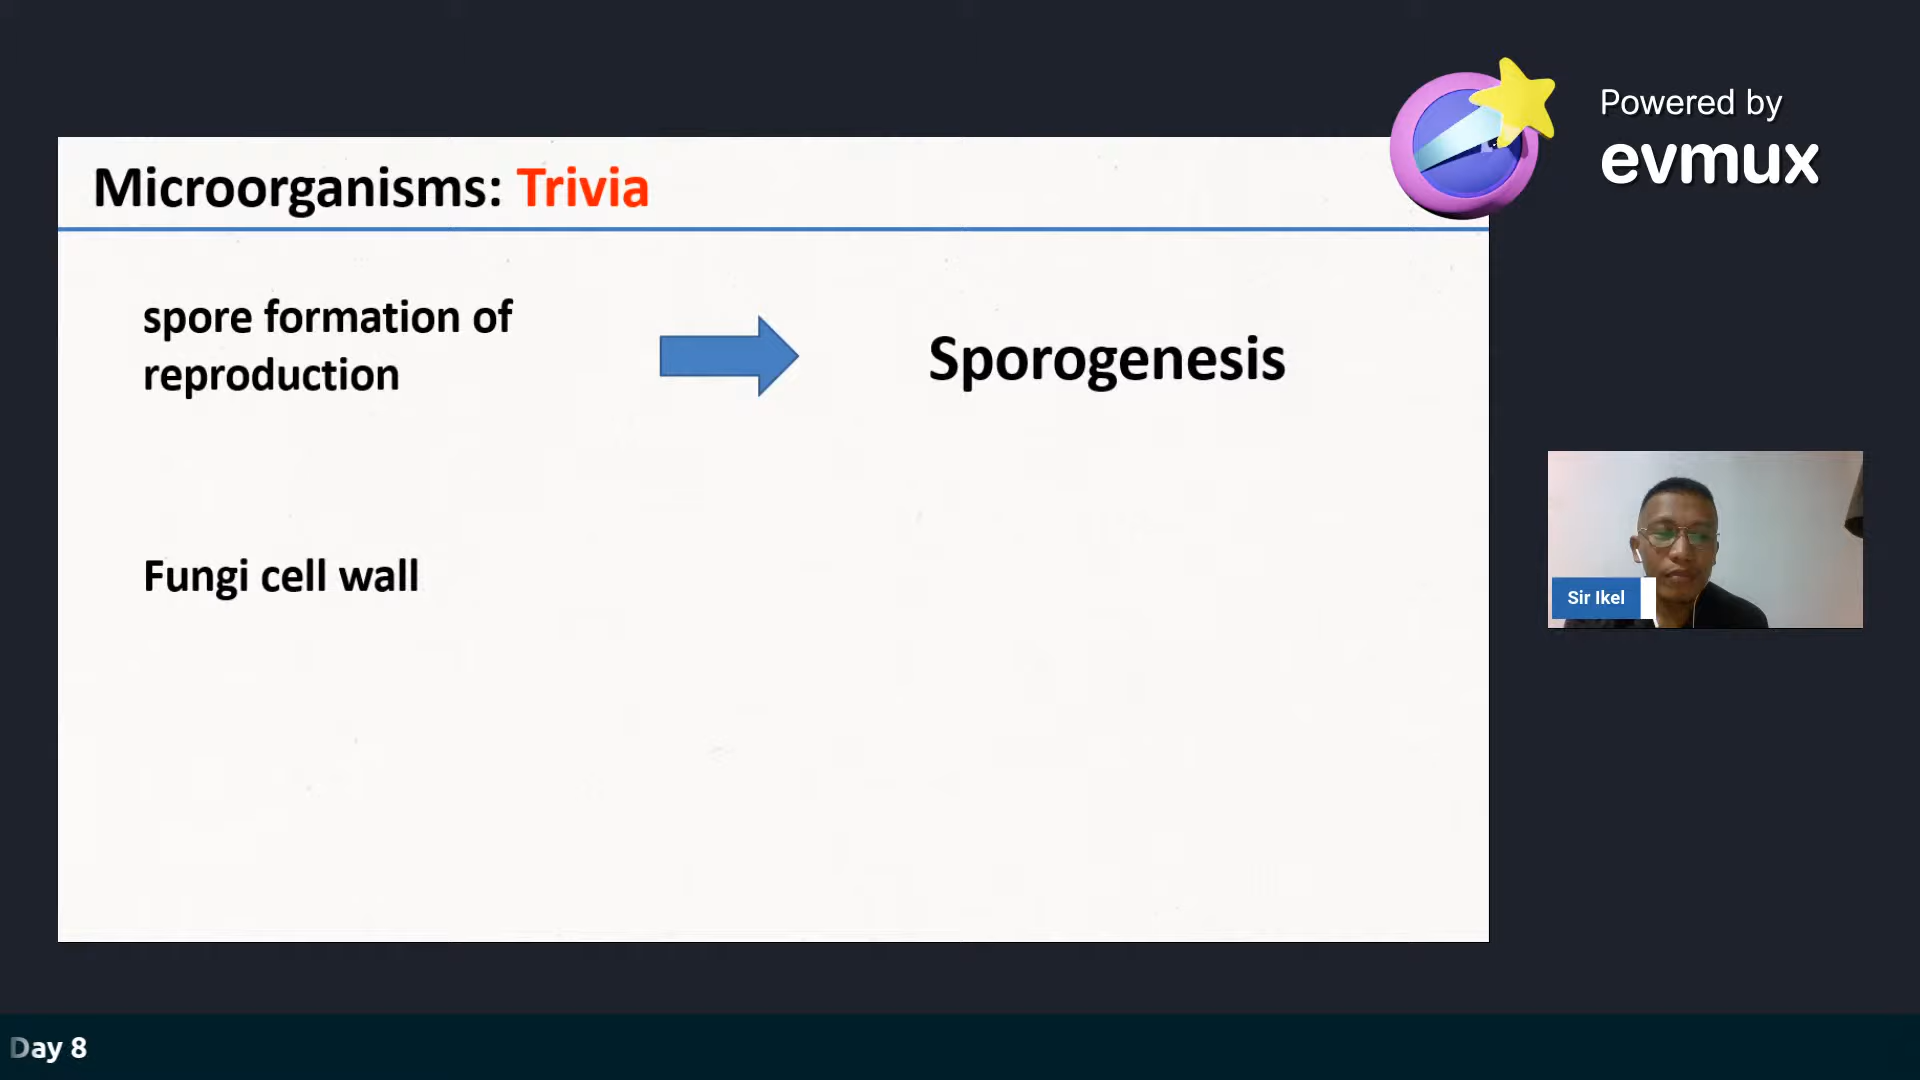 Powered by
evmux
Microorganisms: Trivia
spore formation of
reproduction
Sporogenesis
Fungi cell wall
Sir Ikel
Day 8